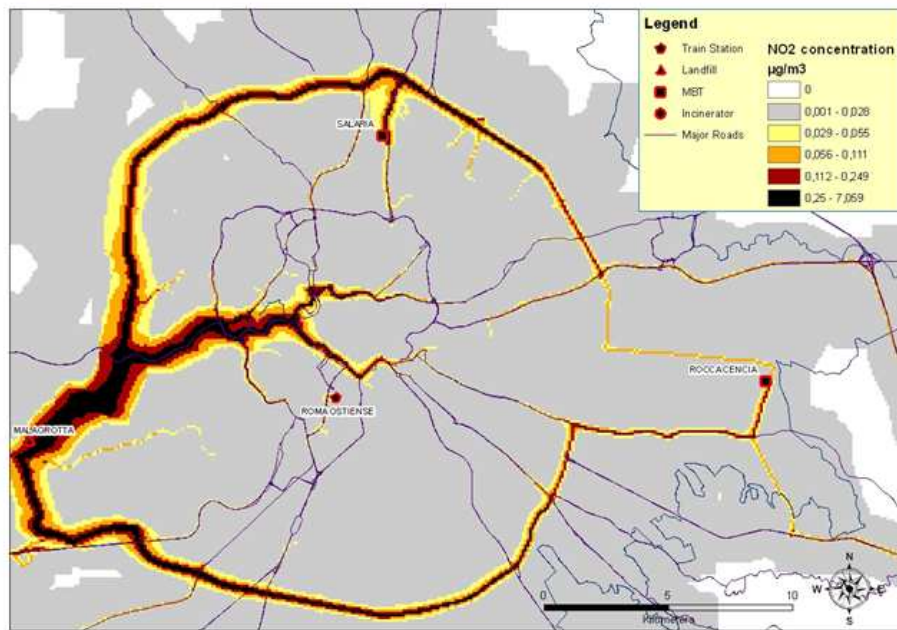 Legend
Train Station
Landfill
MBT
Incinerator
Major Roads
NO2 concentration
µg/m3
0
0,001 - 0,028
0,029 - 0,055
0,056 - 0,111
0,112 - 0,249
0,25 - 7,059
SALARIA
ROCCACENCIA
ROMA OSTIENSE
MALAGROTTA
N
W
E
S
0
5
10
Kilometers